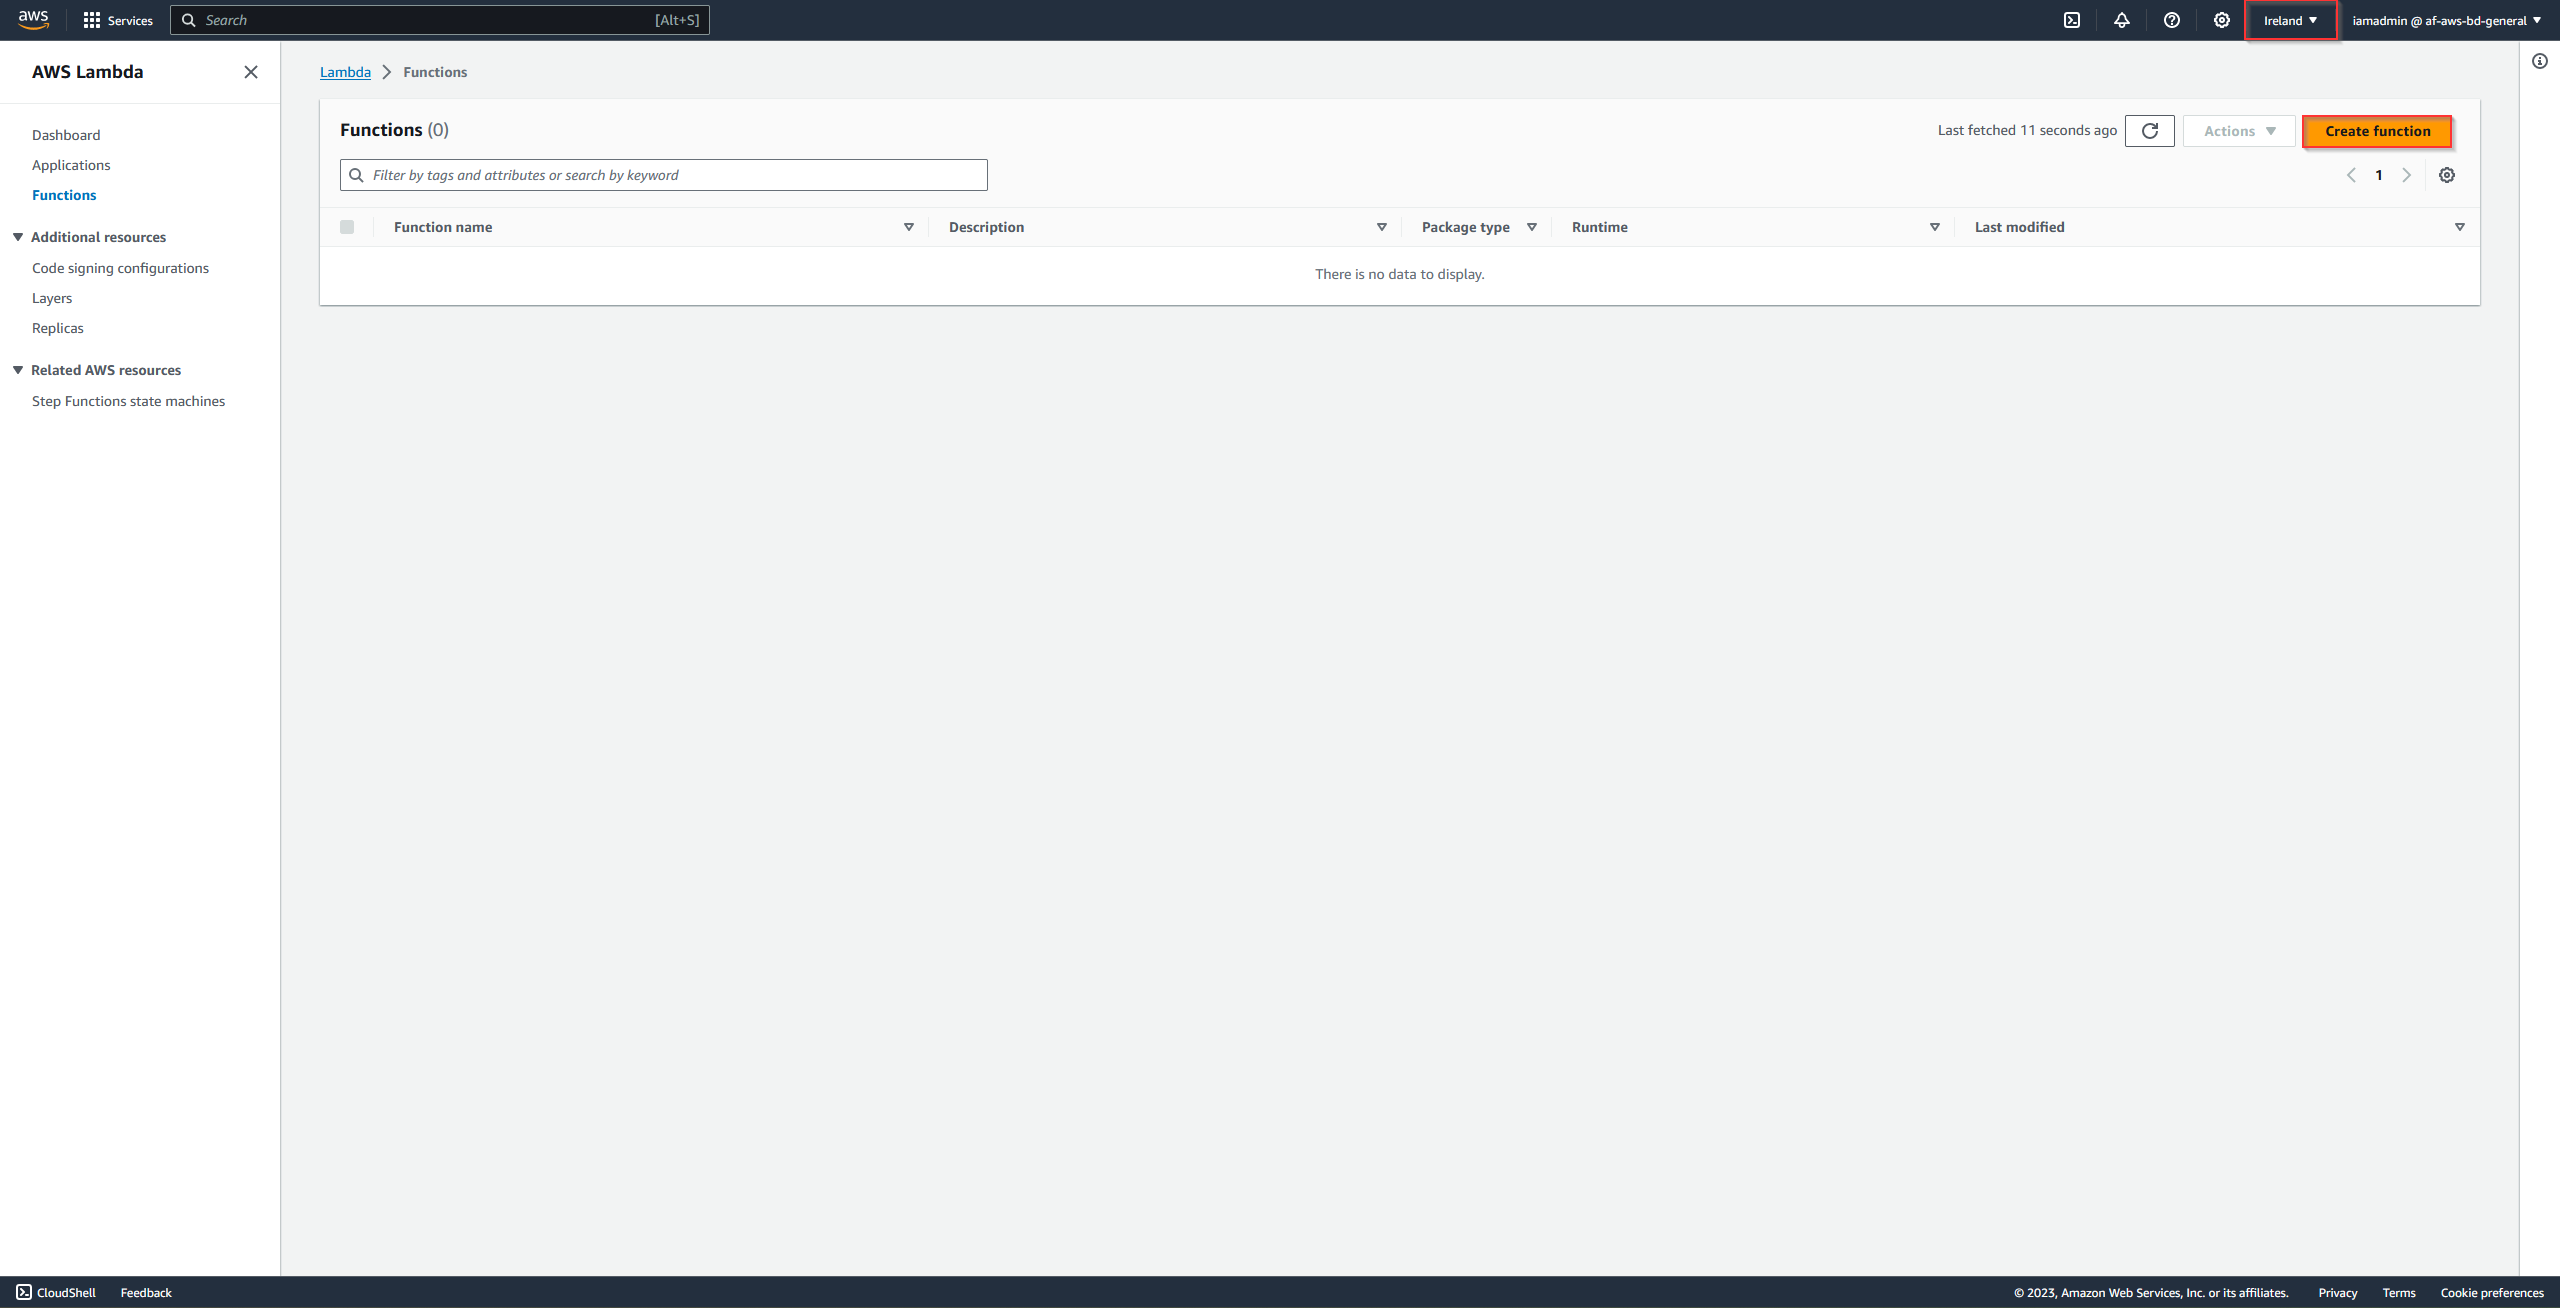 aws Services Search [Alt+S] Ireland iamadmin @ af-aws-bd-general
AWS Lambda
Dashboard
Applications
Functions
Additional resources
Code signing configurations
Layers
Replicas
Related AWS resources
Step Functions state machines
Lambda Functions
Functions (0) Last fetched 11 seconds ago Actions Create function
Filter by tags and attributes or search by keyword 1
Function name Description Package type Runtime Last modified
There is no data to display.
CloudShell Feedback © 2023, Amazon Web Services, Inc. or its affiliates. Privacy Terms Cookie preferences